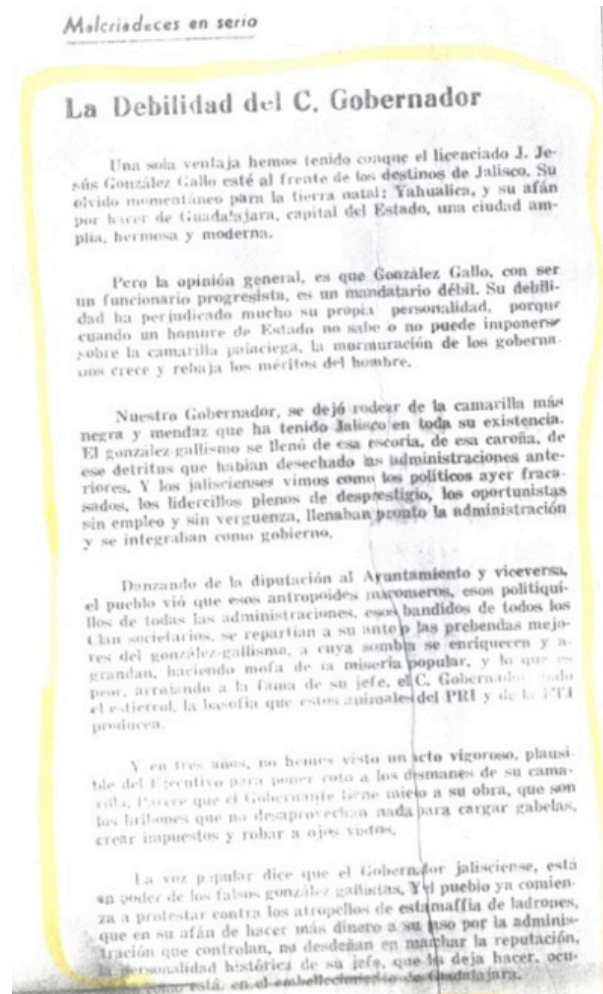 Malcriadeces en serio
La Debilidad del C. Gobernador
Una sola ventaja hemos tenido conque el licenciado J. Je-
sús González Gallo esté al frente de los destinos de Jalisco. Su
olvido momentáneo para la tierra natal: Yahualica, y su afán
por hacer de Guadalajara, capital del Estado, una ciudad am-
plia, hermosa y moderna.
Pero la opinión general, es que González Gallo, con ser
un funcionario progresista, es un mandatario débil. Su debili-
dad ha perjudicado mucho su propia personalidad, porque
cuando un hombre de Estado no sabe o no puede imponerse
sobre la camarilla palaciega, la murmuración de los goberna-
dos crece y rebaja los méritos del hombre.
Nuestro Gobernador, se dejó rodear de la camarilla más
negra y mendaz que ha tenido Jalisco en toda su existencia.
El gonzález-gallismo se llenó de esa escoria, de esa caroña, de
ese detritus que habían desechado las administraciones ante-
riores. Y los jaliscienses vimos como los políticos ayer fraca-
sados, los lidercillos plenos de desprestigio, los oportunistas
sin empleo y sin verguenza, llenaban pronto la administración
y se integraban como gobierno.
Danzando de la diputación al Ayuntamiento y viceversa,
el pueblo vió que esos antropoides maromeros, esos politiqui-
llos de todas las administraciones, esos bandidos de todos los
Clan societarios, se repartían a su antojo las prebendas mejo-
res del gonzález-gallismo, a cuya sombra se enriquecen y a-
grandan, haciendo mofa de la miseria popular, y lo que es
peor, arrojando a la fama de su jefe, el C. Gobernador todo
el estiercol, la basofia que estos animales del PRI y de la FTJ
producen.
Y en tres años, no hemos visto un acto vigoroso, plausi-
ble del Ejecutivo para poner coto a los desmanes de su cama-
rilla. Parece que el Gobernante tiene miedo a su obra, que son
los bribones que no desaprovechan nada para cargar gabelas,
crear impuestos y robar a ojos vistos.
La voz popular dice que el Gobernador jalisciense, está
en poder de los falsos gonzález gallistas. Y el pueblo ya comien-
za a protestar contra los atropellos de esta maffia de ladrones,
que en su afán de hacer más dinero a su uso por la adminis-
tración que controlan, no desdeñan en manchar la reputación,
la personalidad histórica de su jefe, que les deja hacer, ocu-
como está, en el embellecimiento de Guadalajara.